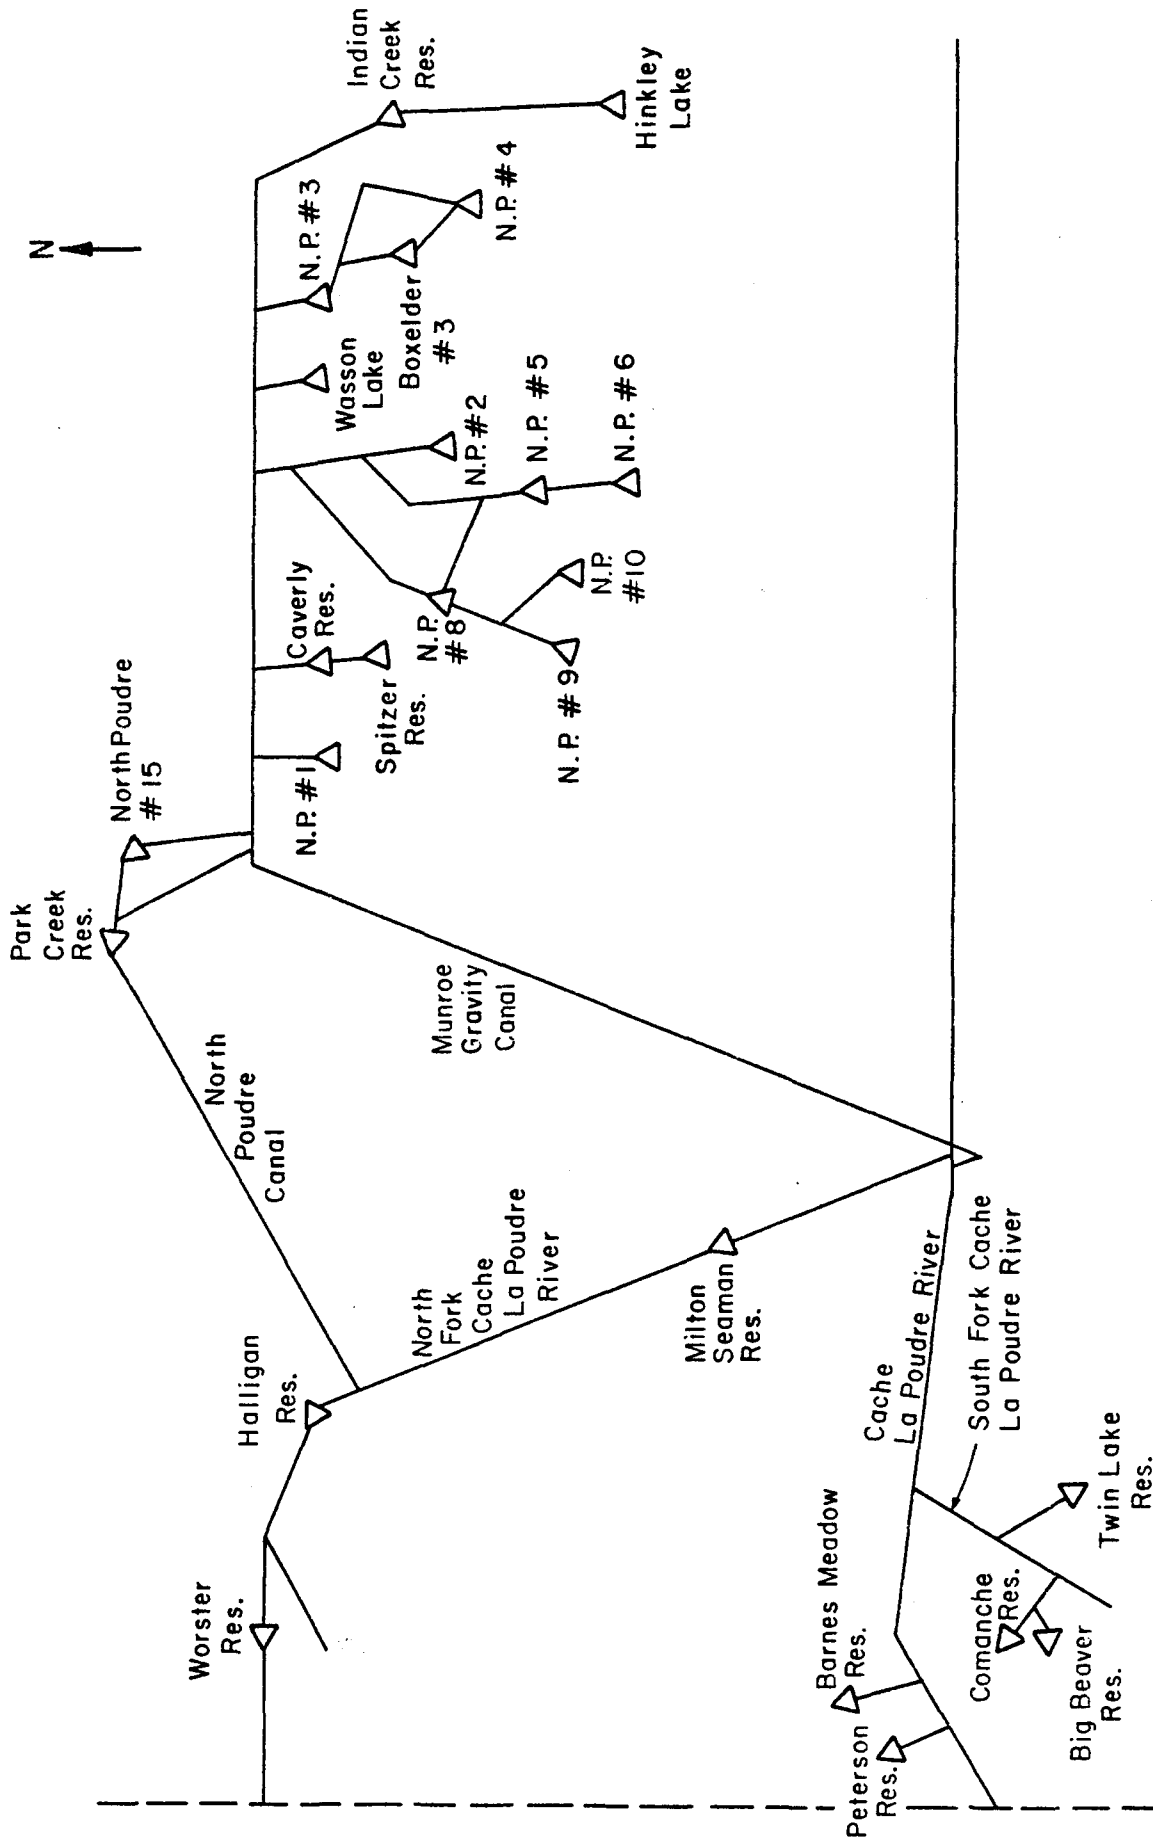 N
Park
Creek
Res.
North Poudre
#15
Indian
Creek
Res.
Hinkley
Lake
N.P. #3
N.P. #4
Boxelder
#3
Wasson
Lake
N.P. #2
N.P. #5
N.P. #6
Caverly
Res.
Spitzer
Res.
N.P.
#8
N.P.
#10
N.P. #9
N.P. #1
Munroe
Gravity
Canal
North
Poudre
Canal
Halligan
Res.
Worster
Res.
North
Fork
Cache
La Poudre
River
Milton
Seaman
Res.
Cache
La Poudre River
South Fork Cache
La Poudre River
Barnes Meadow
Res.
Peterson
Res.
Comanche
Res.
Big Beaver
Res.
Twin Lake
Res.